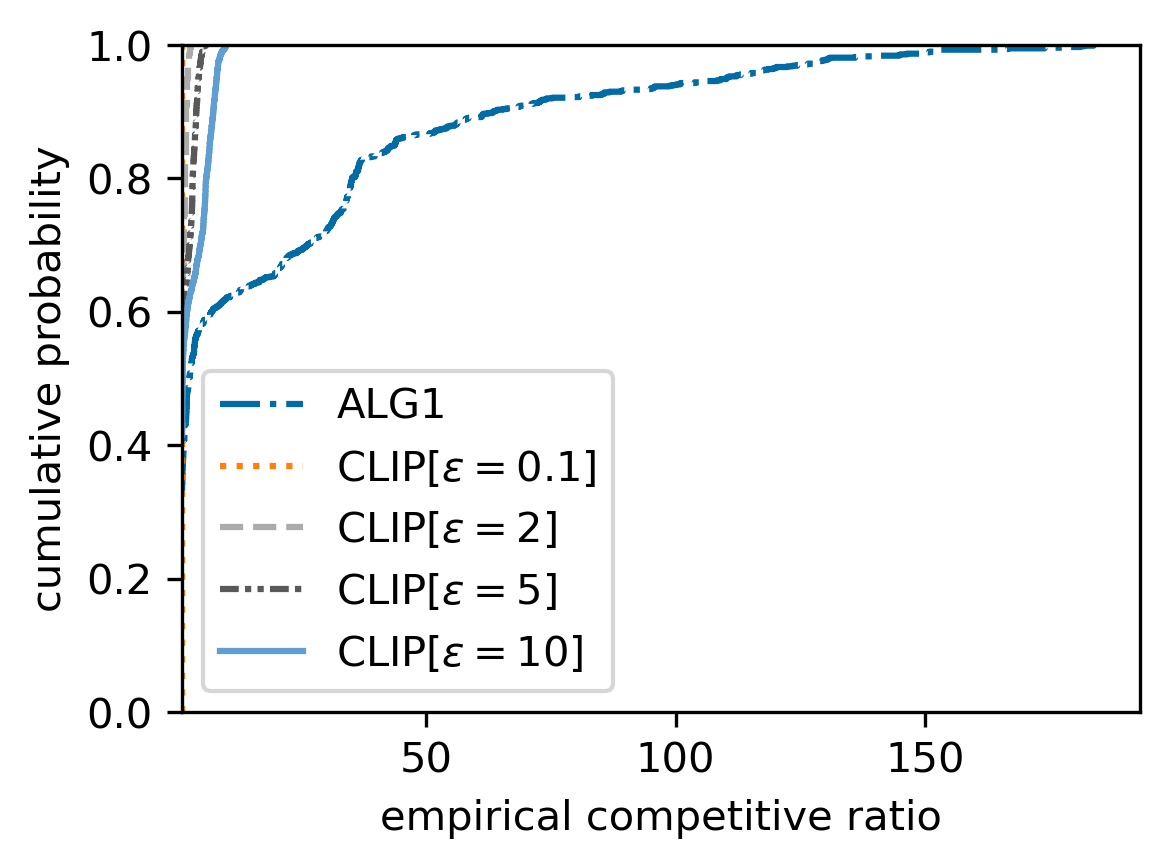 1.0
0.8
0.6
0.4
0.2
0.0
cumulative probability
ALG1
CLIP[ε = 0.1]
CLIP[ε = 2]
CLIP[ε = 5]
CLIP[ε = 10]
50 100 150
empirical competitive ratio